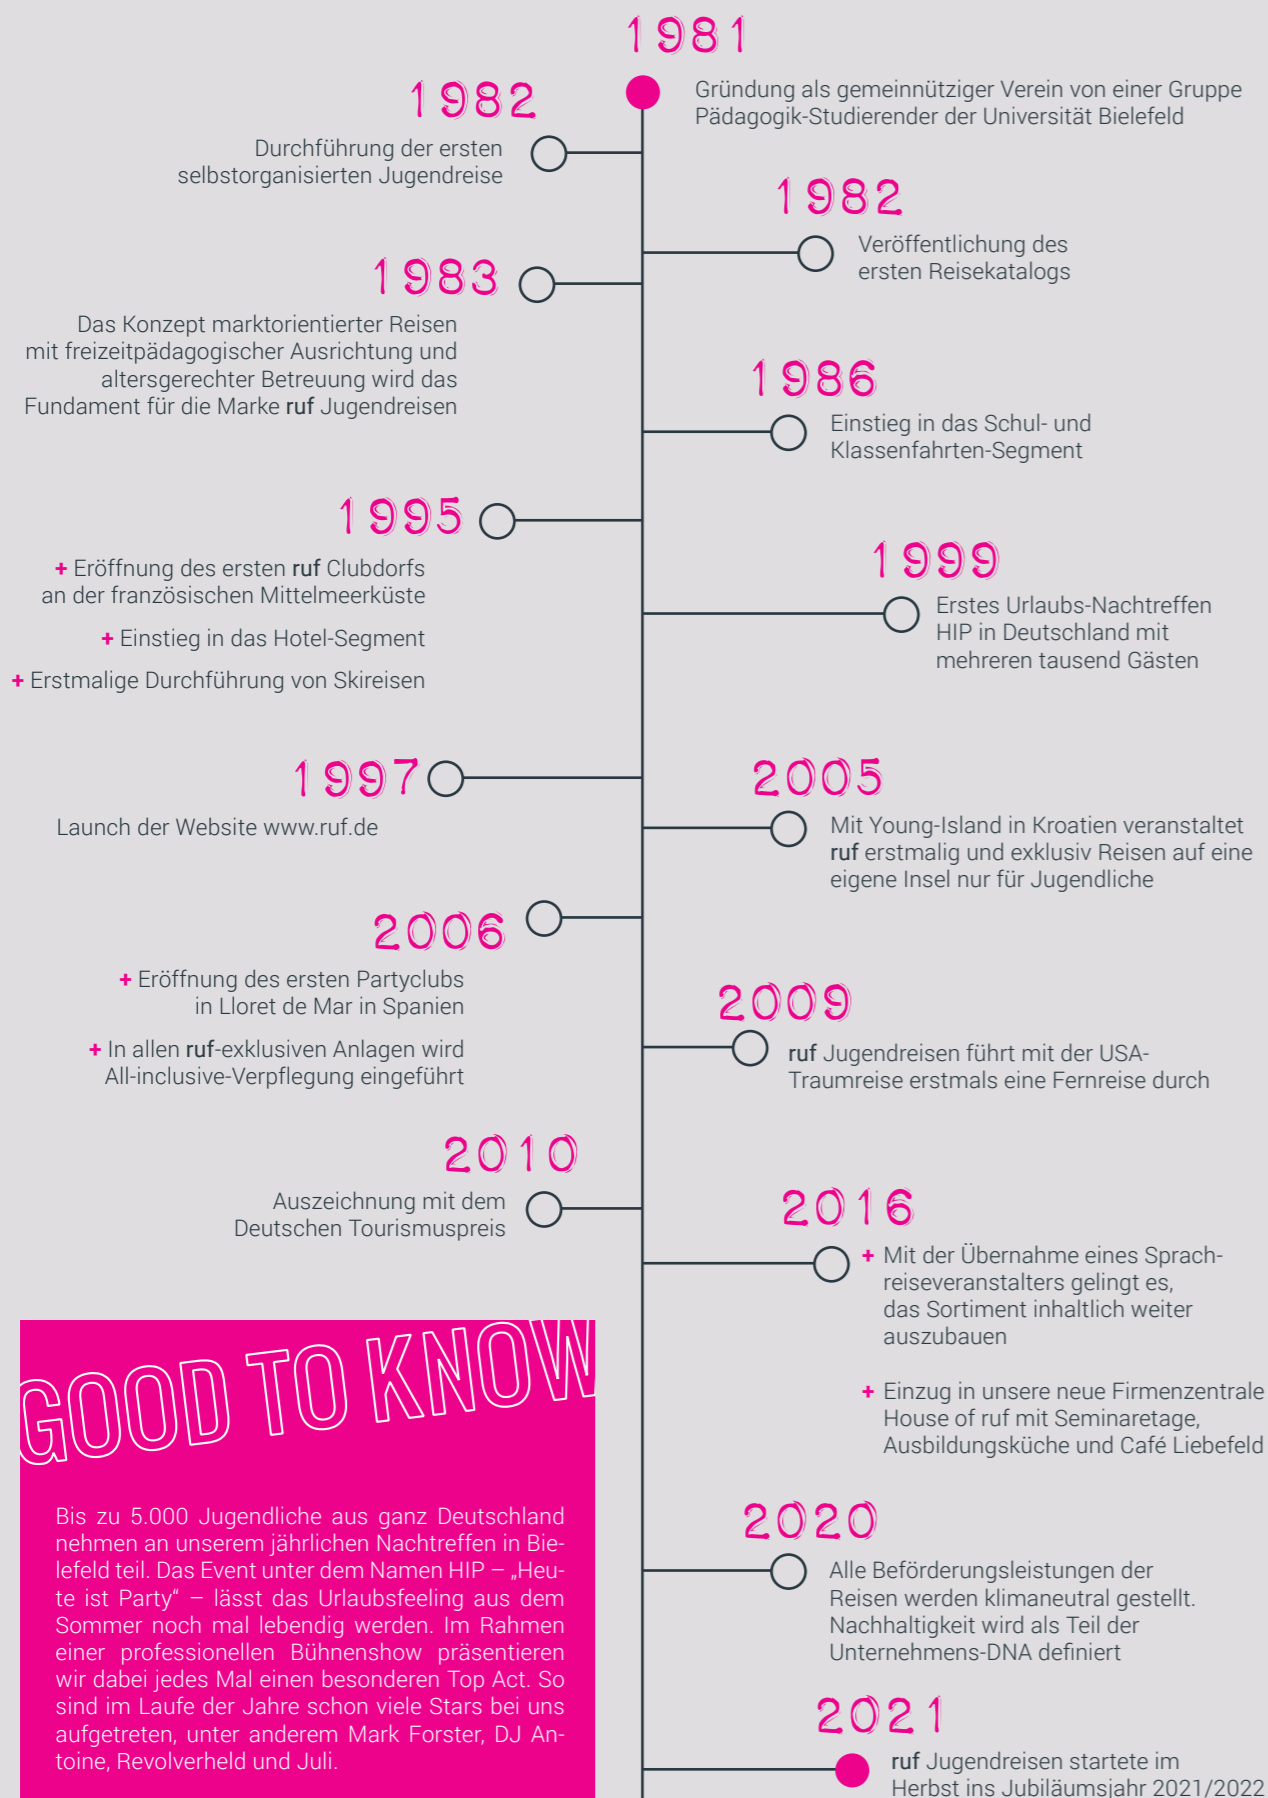 1981
Gründung als gemeinnütziger Verein von einer Gruppe
Pädagogik-Studierender der Universität Bielefeld
1982
Durchführung der ersten
selbstorganisierten Jugendreise
1982
Veröffentlichung des
ersten Reisekatalogs
1983
Das Konzept marktorientierter Reisen
mit freizeitpädagogischer Ausrichtung und
altersgerechter Betreuung wird das
Fundament für die Marke ruf Jugendreisen
1986
Einstieg in das Schul- und
Klassenfahrten-Segment
1995
+ Eröffnung des ersten ruf Clubdorfs
an der französischen Mittelmeerküste
+ Einstieg in das Hotel-Segment
+ Erstmalige Durchführung von Skireisen
1999
Erstes Urlaubs-Nachtreffen
HIP in Deutschland mit
mehreren tausend Gästen
1997
Launch der Website www.ruf.de
2005
Mit Young-Island in Kroatien veranstaltet
ruf erstmalig und exklusiv Reisen auf eine
eigene Insel nur für Jugendliche
2006
+ Eröffnung des ersten Partyclubs
in Lloret de Mar in Spanien
+ In allen ruf-exklusiven Anlagen wird
All-inclusive-Verpflegung eingeführt
2009
ruf Jugendreisen führt mit der USA-
Traumreise erstmals eine Fernreise durch
2010
Auszeichnung mit dem
Deutschen Tourismuspreis
2016
+ Mit der Übernahme eines Sprach-
reiseveranstalters gelingt es,
das Sortiment inhaltlich weiter
auszubauen
+ Einzug in unsere neue Firmenzentrale
House of ruf mit Seminaretage,
Ausbildungsküche und Café Liebefeld
2020
Alle Beförderungsleistungen der
Reisen werden klimaneutral gestellt.
Nachhaltigkeit wird als Teil der
Unternehmens-DNA definiert
2021
ruf Jugendreisen startete im
Herbst ins Jubiläumsjahr 2021/2022
GOOD TO KNOW
Bis zu 5.000 Jugendliche aus ganz Deutschland
nehmen an unserem jährlichen Nachtreffen in Bie-
lefeld teil. Das Event unter dem Namen HIP – „Heu-
te ist Party“ – lässt das Urlaubsfeeling aus dem
Sommer noch mal lebendig werden. Im Rahmen
einer professionellen Bühnenshow präsentieren
wir dabei jedes Mal einen besonderen Top Act. So
sind im Laufe der Jahre schon viele Stars bei uns
aufgetreten, unter anderem Mark Forster, DJ An-
toine, Revolverheld und Juli.